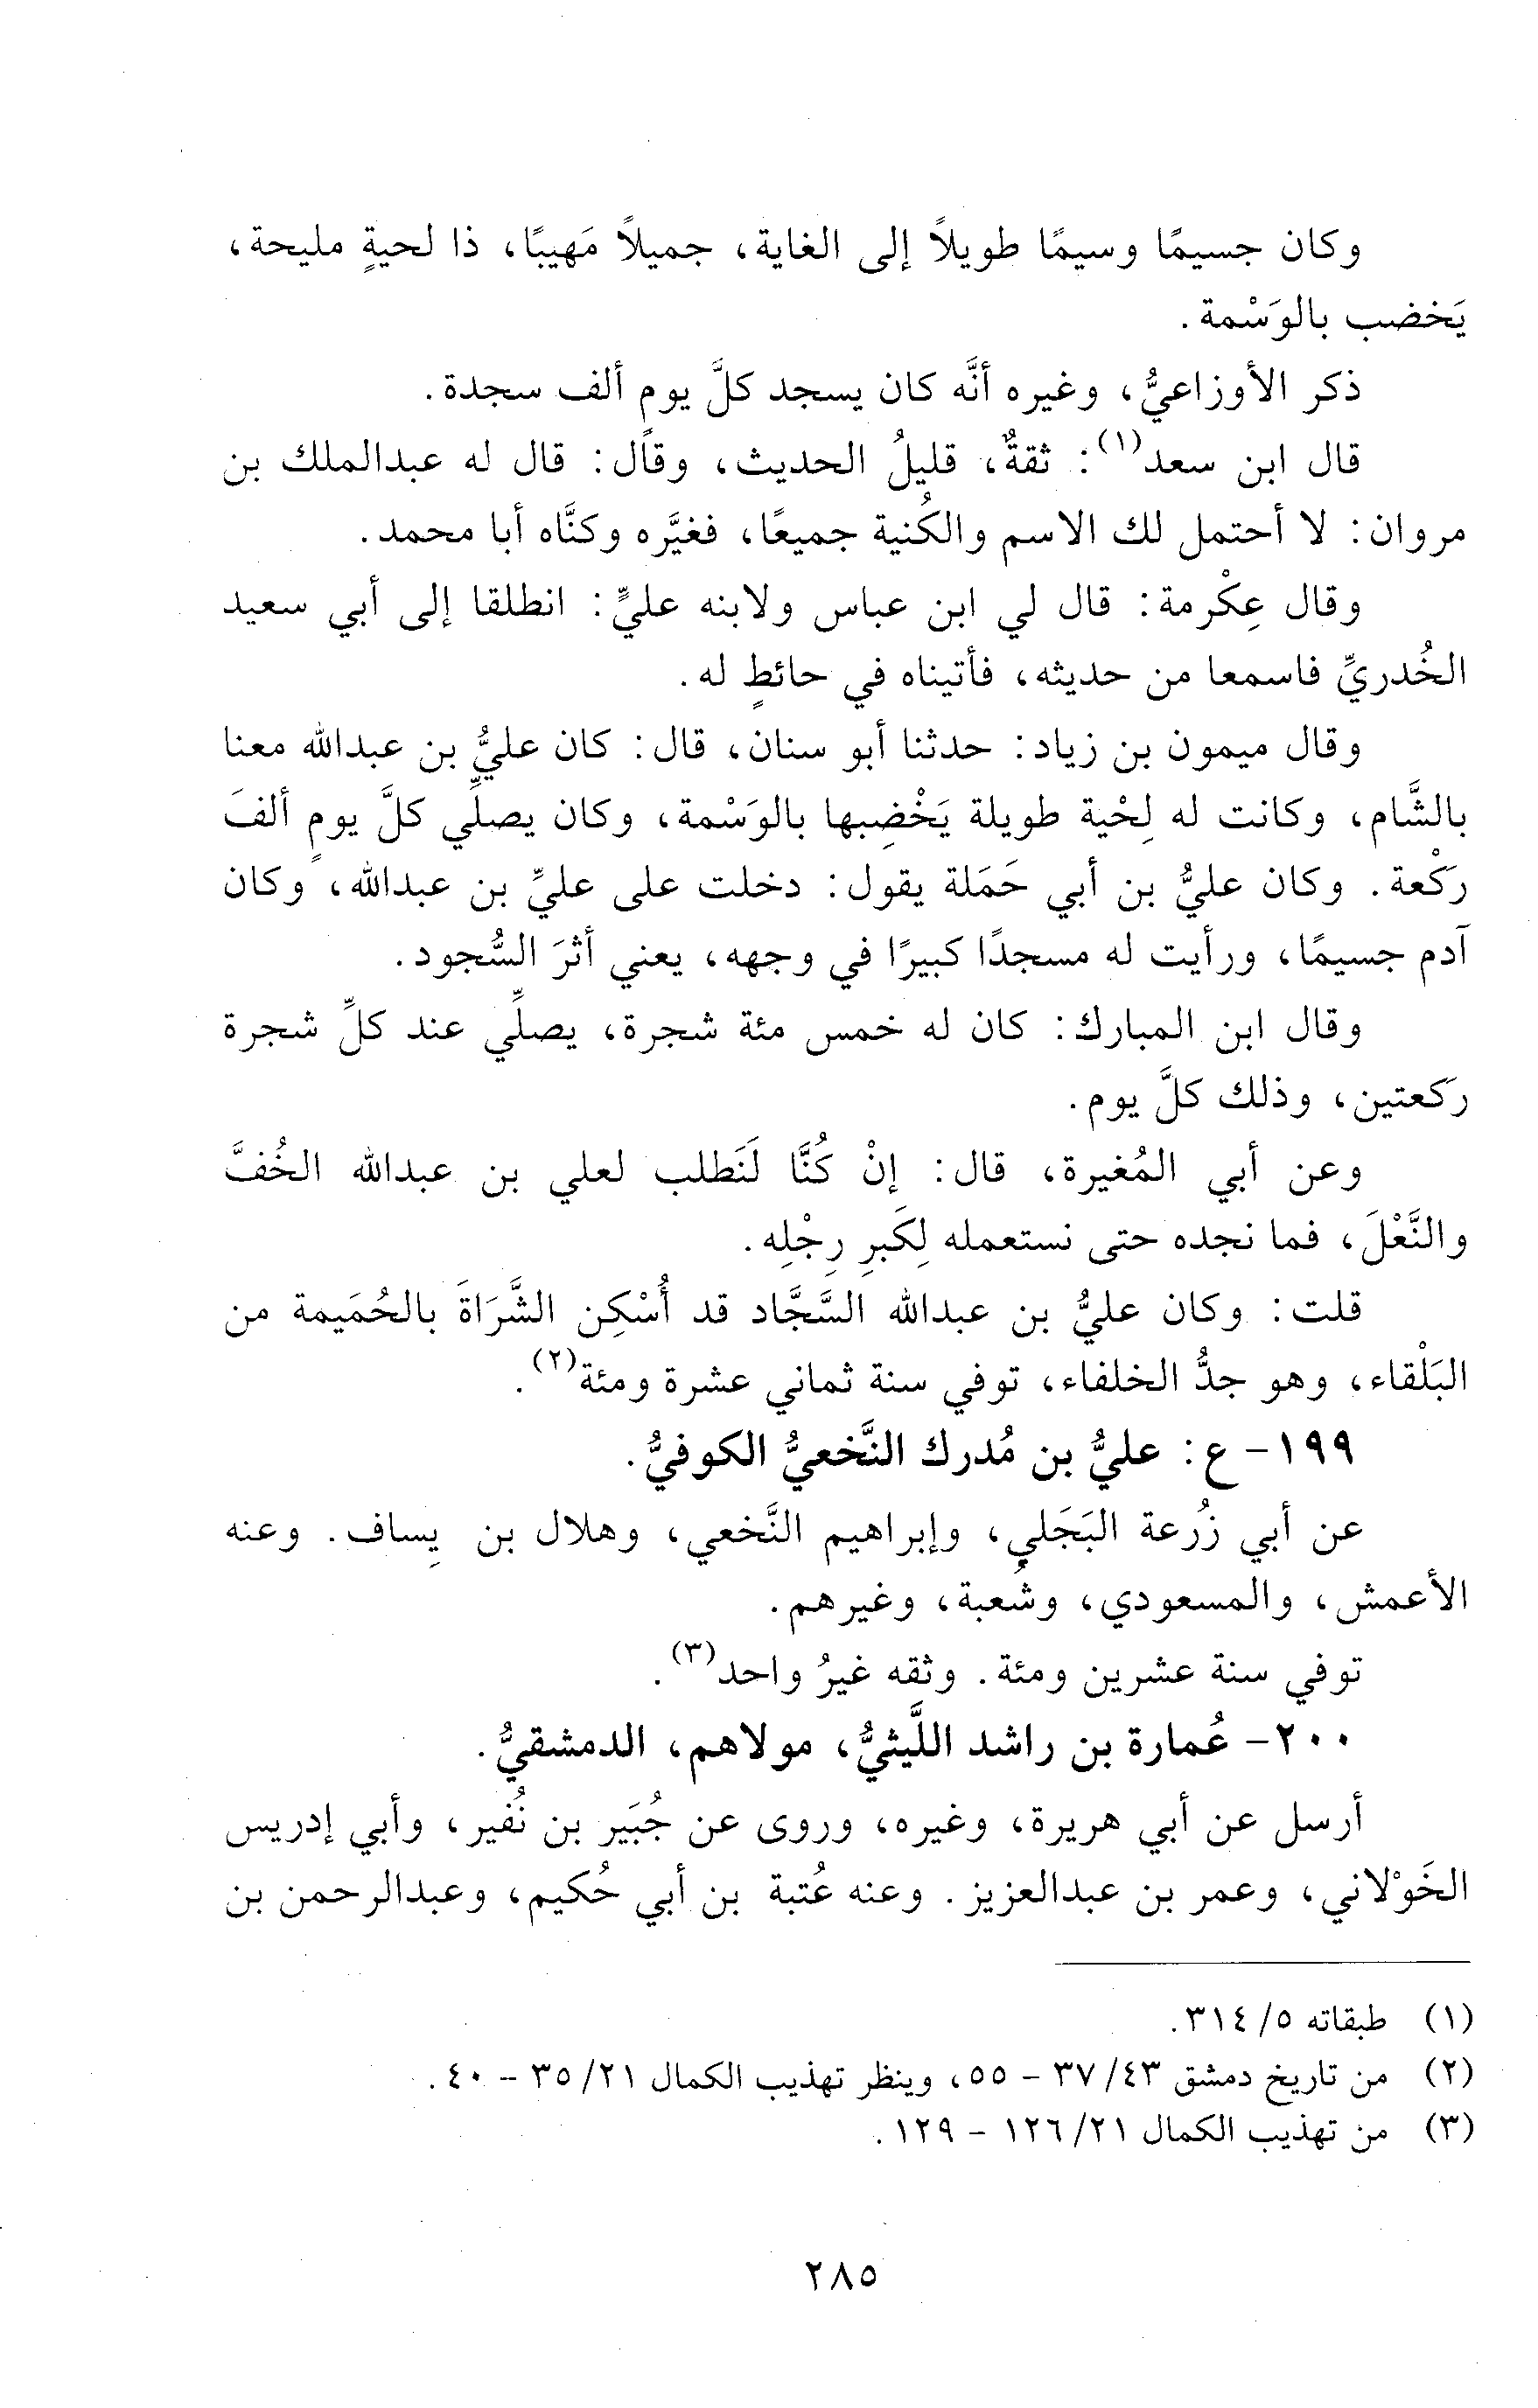 وكان جسيمًا وسيمًا طويلاً إلى الغاية، جميلاً مَهيبًا، ذا لحيةٍ مليحة،
يَخضب بالوَسْمة.
ذكر الأوزاعيُّ، وغيره أنَّه كان يسجد كلَّ يوم ألف سجدة.
قال ابن سعد(١): ثقةٌ، قليلُ الحديث، وقال: قال له عبدالملك بن
مروان: لا أحتمل لك الاسم والكُنية جميعًا، فغيَّره وكنَّاه أبا محمد.
وقال عِكْرمة: قال لي ابن عباس ولابنه عليٍّ: انطلقا إلى أبي سعيد
الخُدريِّ فاسمعا من حديثه، فأتيناه في حائطٍ له.
وقال ميمون بن زياد: حدثنا أبو سنان، قال: كان عليُّ بن عبدالله معنا
بالشَّام، وكانت له لِحْية طويلة يَخْضِبها بالوَسْمة، وكان يصلِّي كلَّ يومٍ ألفَ
ركْعة. وكان عليُّ بن أبي حَمَلة يقول: دخلت على عليِّ بن عبدالله، وكان
آدم جسيمًا، ورأيت له مسجدًا كبيرًا في وجهه، يعني أثرَ السُّجود.
وقال ابن المبارك: كان له خمس مئة شجرة، يصلِّي عند كلِّ شجرة
ركعتين، وذلك كلَّ يوم.
وعن أبي المُغيرة، قال: إنْ كُنَّا لَنَطلب لعلي بن عبدالله الخُفَّ
والنَّعْلَ، فما نجده حتى نستعمله لِكَبرِ رِجْلِه.
قلت: وكان عليُّ بن عبدالله السَّجَّاد قد أُسْكِن الشَّرَاةَ بالحُمَيمة من
البَلْقاء، وهو جدُّ الخلفاء، توفي سنة ثماني عشرة ومئة(٢).
١٩٩- ع: عليُّ بن مُدرك النَّخعيُّ الكوفيُّ.
عن أبي زُرعة البَجَلي، وإبراهيم النَّخعي، وهلال بن يِساف. وعنه
الأعمش، والمسعودي، وشُعبة، وغيرهم.
توفي سنة عشرين ومئة. وثقه غيرُ واحد(٣).
٢٠٠- عُمارة بن راشد اللَّيثيُّ، مولاهم، الدمشقيُّ.
أرسل عن أبي هريرة، وغيره، وروى عن جُبَير بن نُفير، وأبي إدريس
الخَوْلاني، وعمر بن عبدالعزيز. وعنه عُتبة بن أبي حُكيم، وعبدالرحمن بن
(١) طبقاته ٥/ ٣١٤.
(٢) من تاريخ دمشق ٤٣/ ٣٧ - ٥٥، وينظر تهذيب الكمال ٢١/ ٣٥ - ٤٠.
(٣) من تهذيب الكمال ٢١/ ١٢٦ - ١٢٩.
٢٨٥